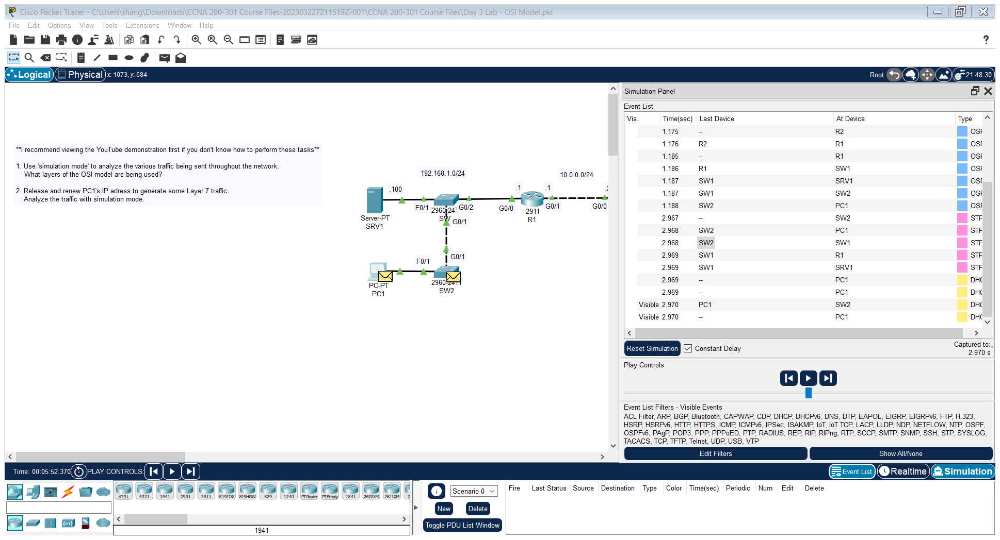 Cisco Packet Tracer - C:\Users\shang\Downloads\CCNA 200-301 Course Files-20230322T211519Z-001\CCNA 200-301 Course Files\Day 3 Lab - OSI Model.pkt
File Edit Options View Tools Extensions Window Help
?
Logical Physical x: 1073, y: 684 Root 21:48:30
**I recommend viewing the YouTube demonstration first if you don't know how to perform these tasks**
1. Use 'simulation mode' to analyze the various traffic being sent throughout the network.
What layers of the OSI model are being used?
2. Release and renew PC1's IP adress to generate some Layer 7 traffic.
Analyze the traffic with simulation mode.
192.168.1.0/24
10.0.0.0/24
.100
.1
.1
F0/1
G0/2
G0/0
G0/1
G0/0
2960-24T
SW
G0/1
2911
R1
Server-PT
SRV1
F0/1
G0/1
PC-PT
PC1
2960-24TT
SW2
Simulation Panel
Event List
Vis. Time(sec) Last Device At Device Type
1.175 -- R2 OSP
1.176 R2 R1 OSP
1.185 -- R1 OSP
1.186 R1 SW1 OSP
1.187 SW1 SRV1 OSP
1.187 SW1 SW2 OSP
1.188 SW2 PC1 OSP
2.967 -- SW2 STP
2.968 SW2 PC1 STP
2.968 SW2 SW1 STP
2.969 SW1 R1 STP
2.969 SW1 SRV1 STP
2.969 -- PC1 DHC
2.969 -- PC1 DHC
Visible 2.970 PC1 SW2 DHC
Visible 2.970 -- PC1 DHC
Reset Simulation Constant Delay Captured to:
2.970 s
Play Controls
Event List Filters - Visible Events
ACL Filter, ARP, BGP, Bluetooth, CAPWAP, CDP, DHCP, DHCPv6, DNS, DTP, EAPOL, EIGRP, EIGRPv6, FTP, H.323,
HSRP, HSRPv6, HTTP, HTTPS, ICMP, ICMPv6, IPSec, ISAKMP, IoT, IoT TCP, LACP, LLDP, NDP, NETFLOW, NTP, OSPF,
OSPFv6, PAgP, POP3, PPP, PPPoED, PTP, RADIUS, REP, RIP, RIPng, RTP, SCCP, SMTP, SNMP, SSH, STP, SYSLOG,
TACACS, TCP, TFTP, Telnet, UDP, USB, VTP
Edit Filters Show All/None
Time: 00:05:52.370 PLAY CONTROLS: Event List Realtime Simulation
4331 4321 1941 2901 2911 819IOX 819HGW 829 1240 PT-Router PT-Empty 1841 2620XM 2621XM 2
1941
Scenario 0
New Delete
Toggle PDU List Window
Fire Last Status Source Destination Type Color Time(sec) Periodic Num Edit Delete